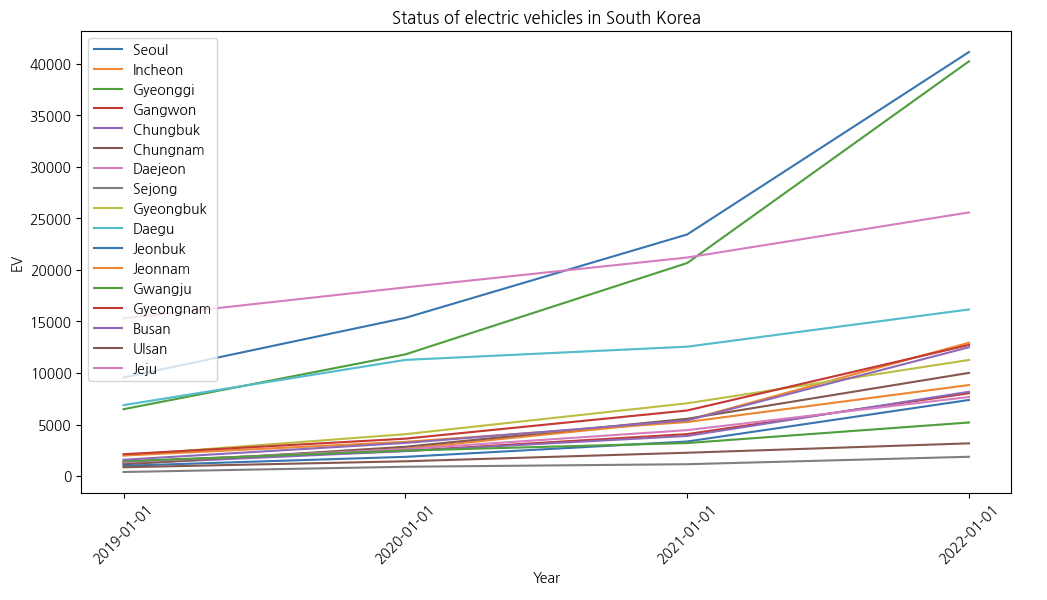 Status of electric vehicles in South Korea
Seoul
Incheon
Gyeonggi
Gangwon
Chungbuk
Chungnam
Daejeon
Sejong
Gyeongbuk
Daegu
Jeonbuk
Jeonnam
Gwangju
Gyeongnam
Busan
Ulsan
Jeju
40000
35000
30000
25000
20000
15000
10000
5000
0
EV
2019-01-01
2020-01-01
2021-01-01
2022-01-01
Year